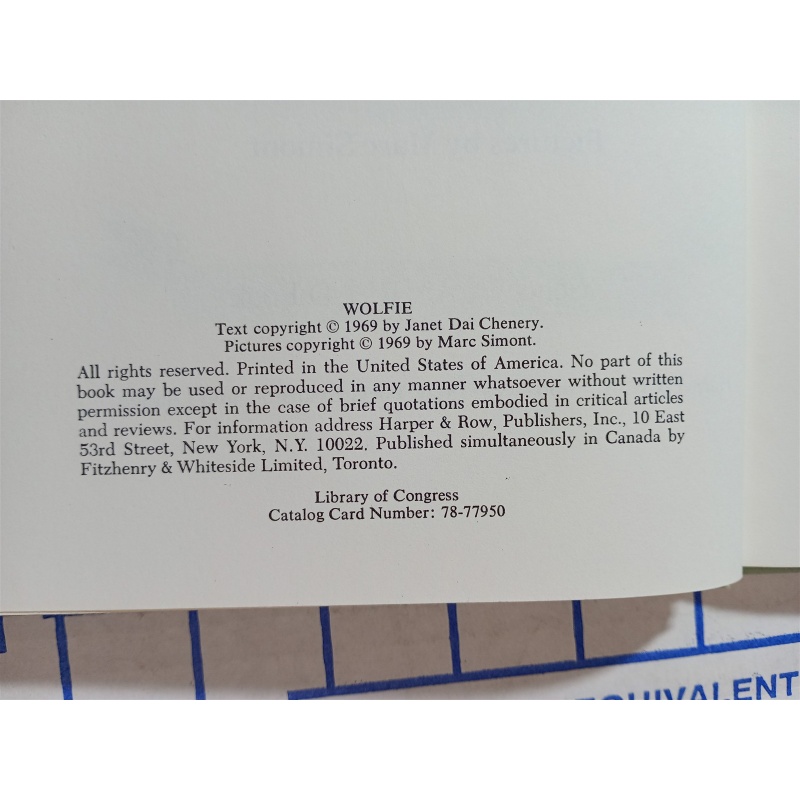 WOLFIE
Text copyright © 1969 by Janet Dai Chenery.
Pictures copyright © 1969 by Marc Simont.
All rights reserved. Printed in the United States of America. No part of this
book may be used or reproduced in any manner whatsoever without written
permission except in the case of brief quotations embodied in critical articles
and reviews. For information address Harper & Row, Publishers, Inc., 10 East
53rd Street, New York, N.Y. 10022. Published simultaneously in Canada by
Fitzhenry & Whiteside Limited, Toronto.
Library of Congress
Catalog Card Number: 78-77950
EQUIVALENT